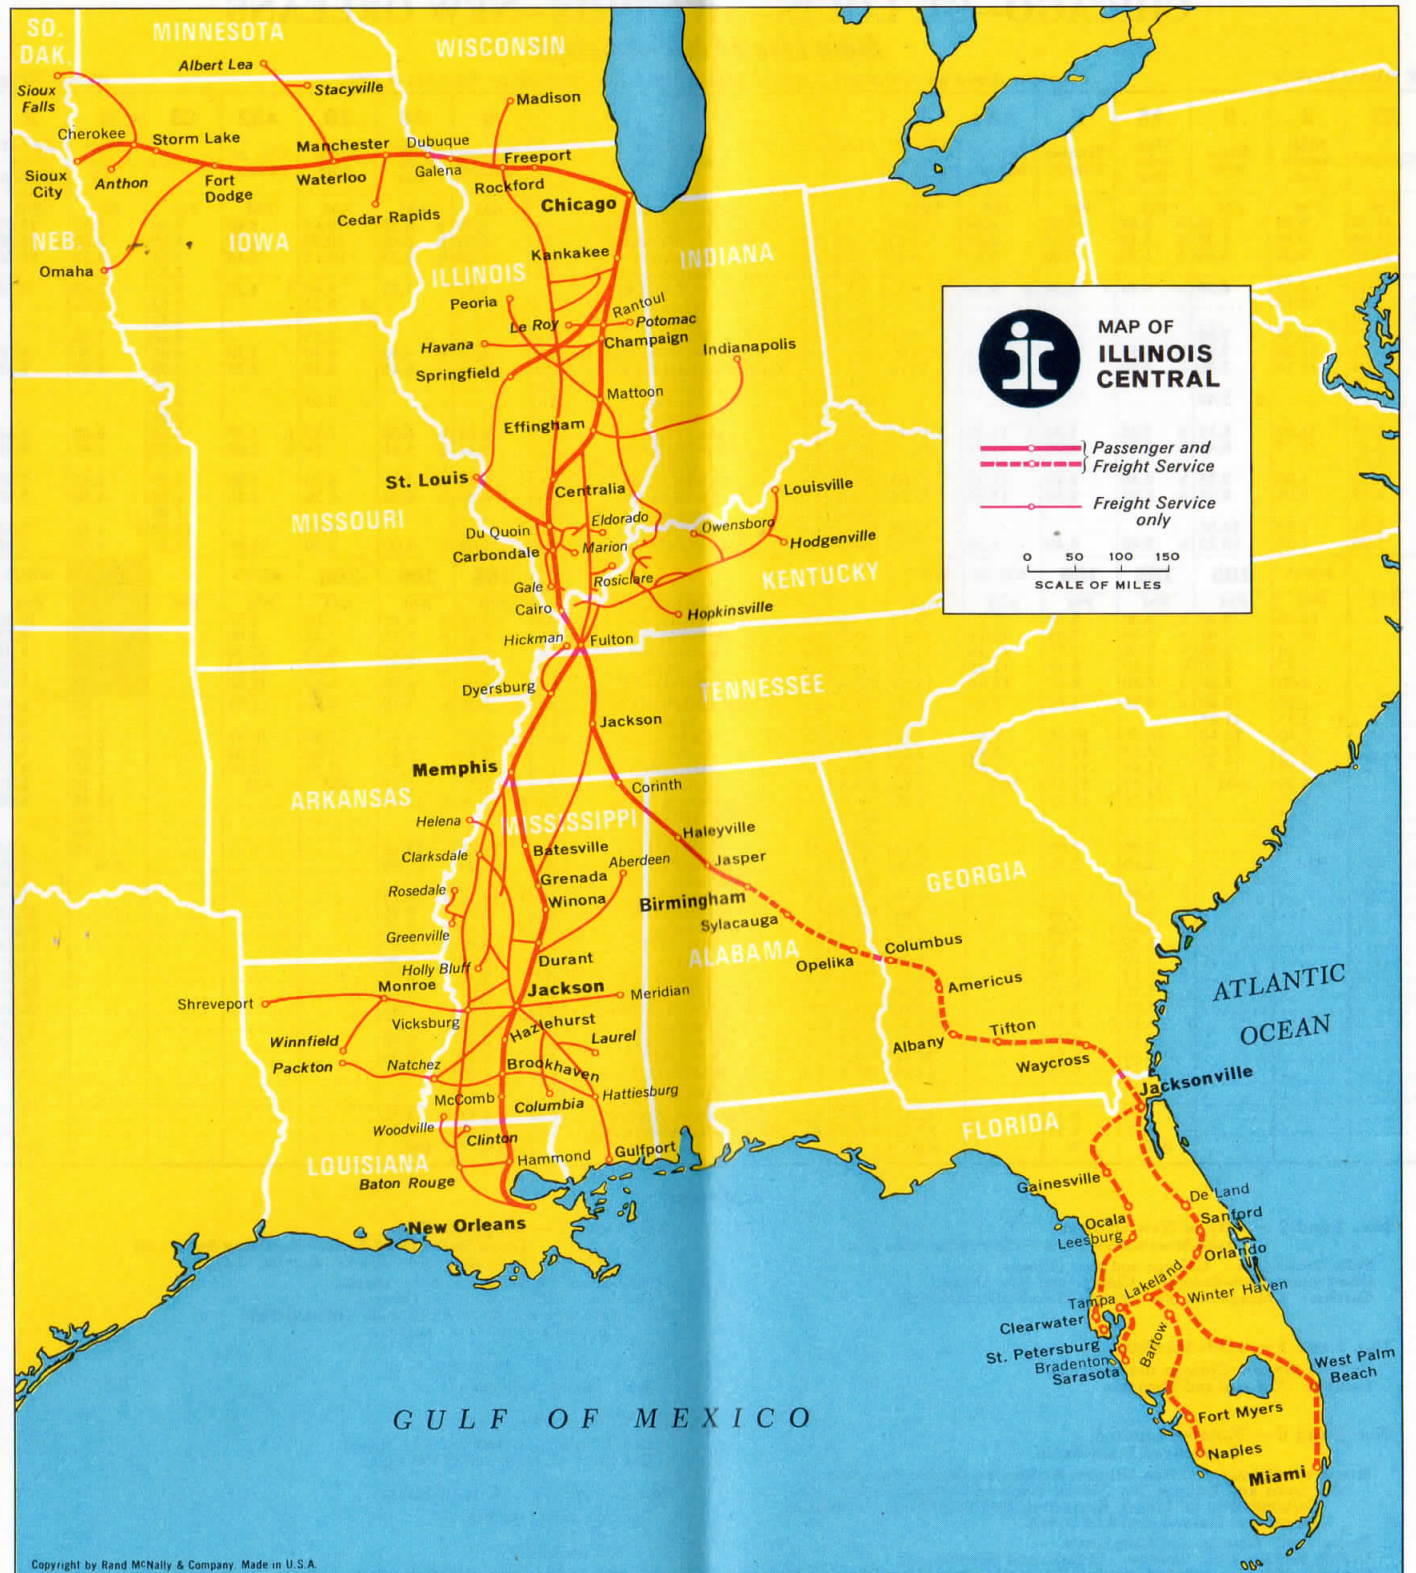 SO.
DAK.
MINNESOTA
WISCONSIN
Albert Lea
Stacyville
Sioux
Falls
Madison
Cherokee
Storm Lake
Manchester
Dubuque
Freeport
Sioux
City
Anthon
Fort
Dodge
Waterloo
Galena
Rockford
Cedar Rapids
Chicago
NEB.
IOWA
Omaha
Kankakee
ILLINOIS
INDIANA
Peoria
Rantoul
Le Roy
Potomac
Havana
Champaign
Indianapolis
Springfield
Mattoon
Effingham
St. Louis
Centralia
Louisville
MISSOURI
Du Quoin
Eldorado
Owensboro
Carbondale
Marion
Hodgenville
Gale
Rosiclare
KENTUCKY
Cairo
Hopkinsville
Hickman
Fulton
Dyersburg
TENNESSEE
Jackson
Memphis
Corinth
ARKANSAS
Helena
MISSISSIPPI
Haleyville
Clarksdale
Batesville
Aberdeen
Jasper
Rosedale
Grenada
Winona
Birmingham
GEORGIA
Greenville
Sylacauga
Holly Bluff
Durant
ALABAMA
Opelika
Columbus
Monroe
Jackson
Meridian
Americus
Shreveport
Vicksburg
Hazlehurst
Winnfield
Laurel
Albany
Tifton
Packton
Natchez
Brookhaven
Waycross
McComb
Columbia
Hattiesburg
Jacksonville
Woodville
Clinton
FLORIDA
LOUISIANA
Hammond
Gulfport
Baton Rouge
Gainesville
De Land
New Orleans
Ocala
Sanford
Leesburg
Orlando
Tampa
Lakeland
Winter Haven
Clearwater
St. Petersburg
Bartow
Bradenton
Sarasota
West Palm
Beach
Fort Myers
Naples
Miami
ATLANTIC
OCEAN
GULF OF MEXICO
MAP OF
ILLINOIS
CENTRAL
Passenger and
Freight Service
Freight Service
only
0 50 100 150
SCALE OF MILES
Copyright by Rand McNally & Company. Made in U.S.A.